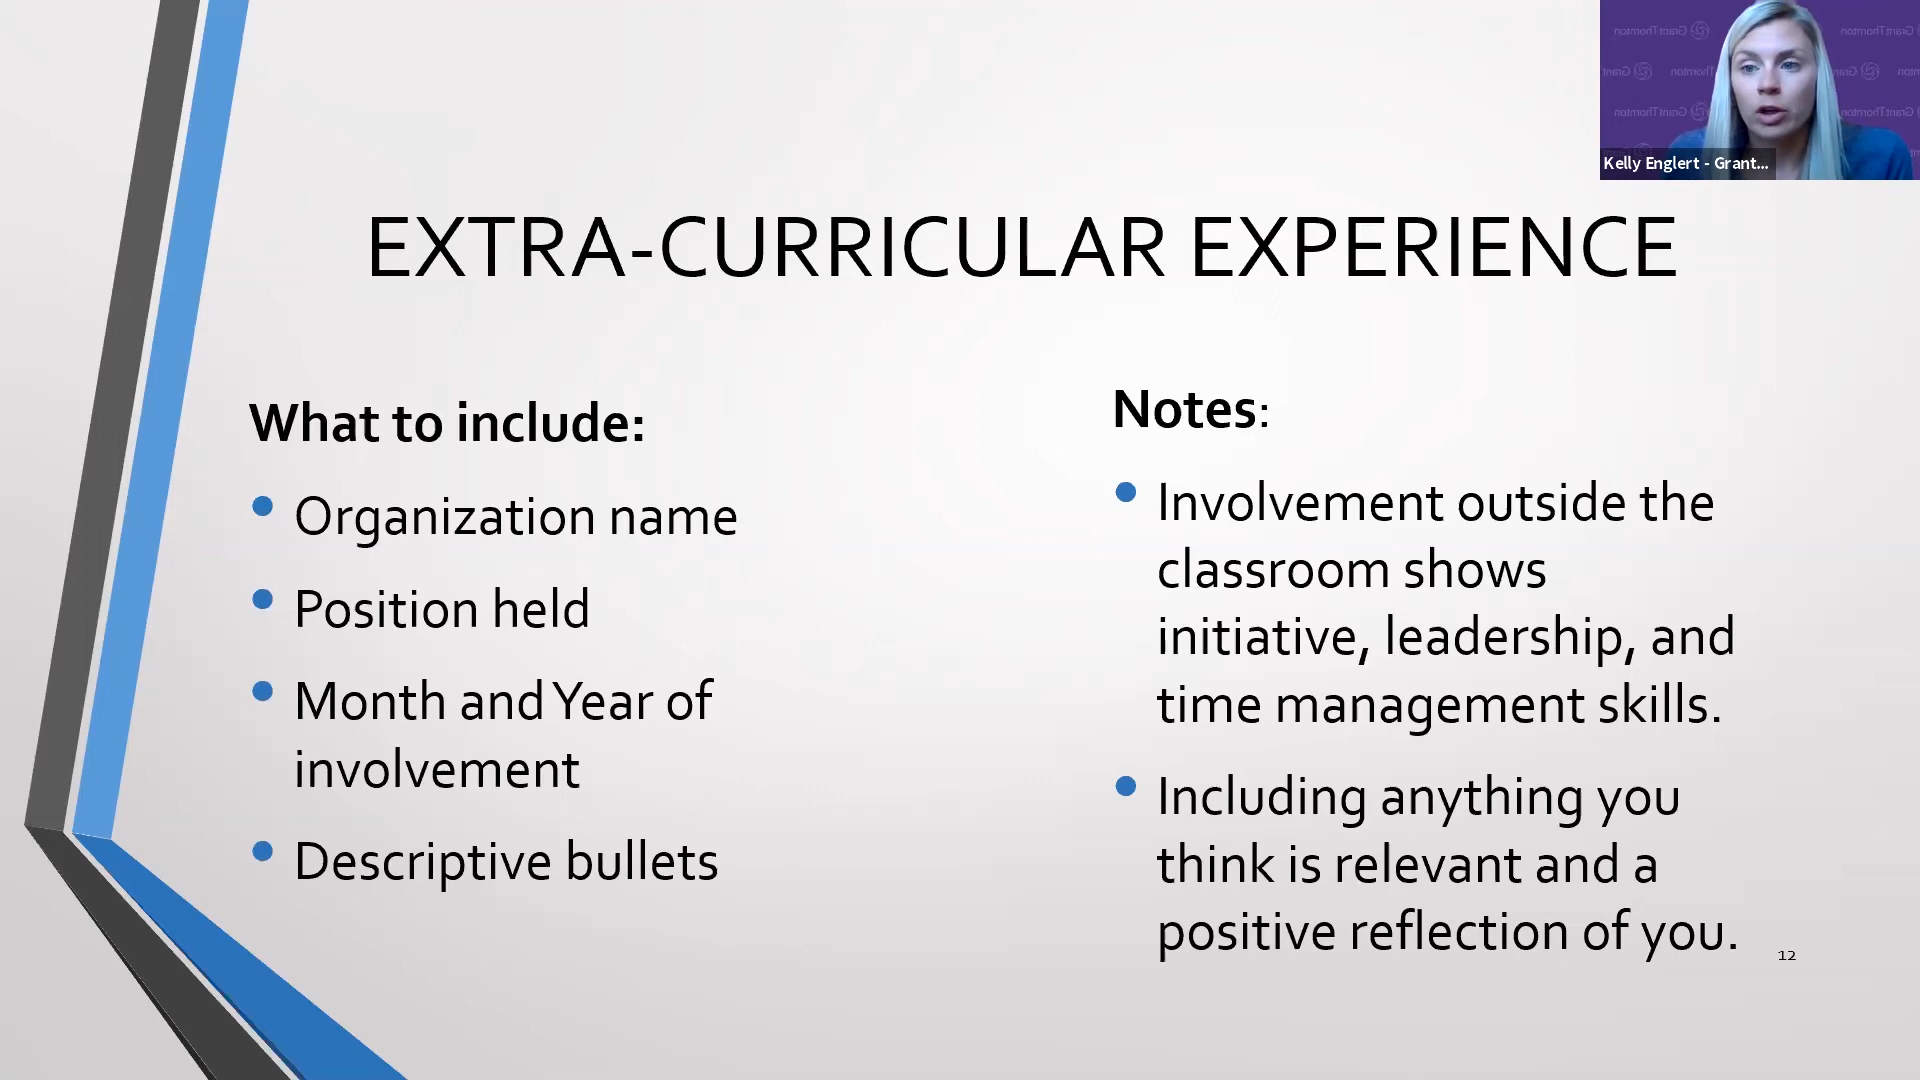 Kelly Englert - Grant...
EXTRA-CURRICULAR EXPERIENCE
What to include:
• Organization name
• Position held
• Month and Year of
involvement
• Descriptive bullets
Notes:
• Involvement outside the
classroom shows
initiative, leadership, and
time management skills.
• Including anything you
think is relevant and a
positive reflection of you.
12